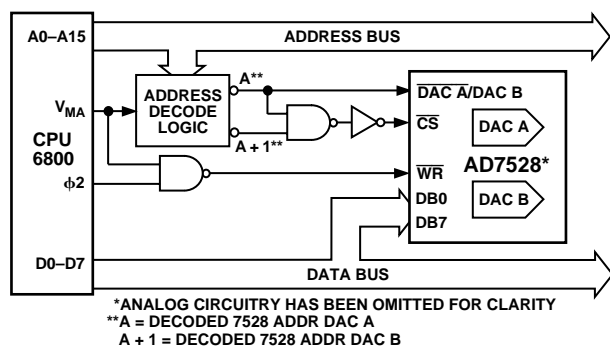 A0–A15
ADDRESS BUS
A**
ADDRESS
DECODE
LOGIC
DAC A/DAC B
VMA
CS
DAC A
CPU
6800
A + 1**
AD7528*
WR
ϕ2
DB0
DAC B
DB7
D0–D7
DATA BUS
*ANALOG CIRCUITRY HAS BEEN OMITTED FOR CLARITY
**A = DECODED 7528 ADDR DAC A
A + 1 = DECODED 7528 ADDR DAC B